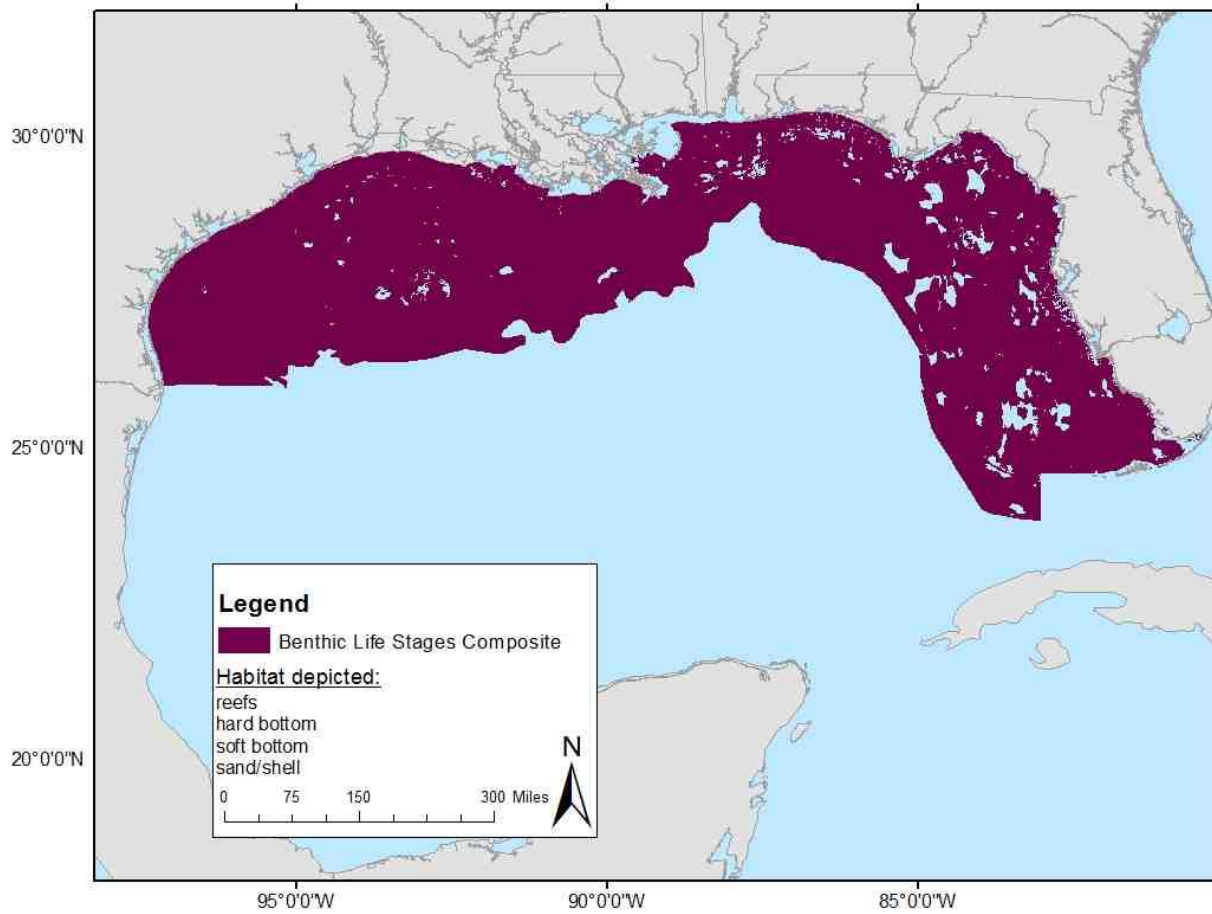 30°0'0"N
25°0'0"N
20°0'0"N
Legend
Benthic Life Stages Composite
Habitat depicted:
reefs
hard bottom
soft bottom
sand/shell
N
0 75 150 300 Miles
95°0'0"W 90°0'0"W 85°0'0"W